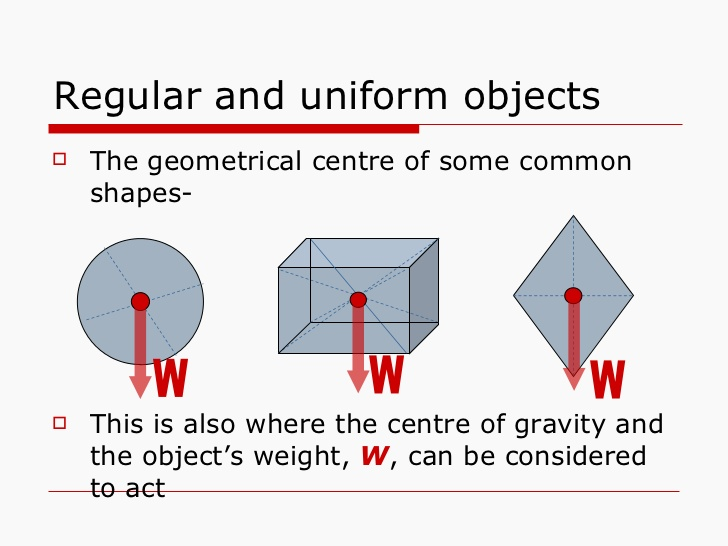 Regular and uniform objects
The geometrical centre of some common
shapes-
W
W
W
This is also where the centre of gravity and
the object’s weight, W, can be considered
to act